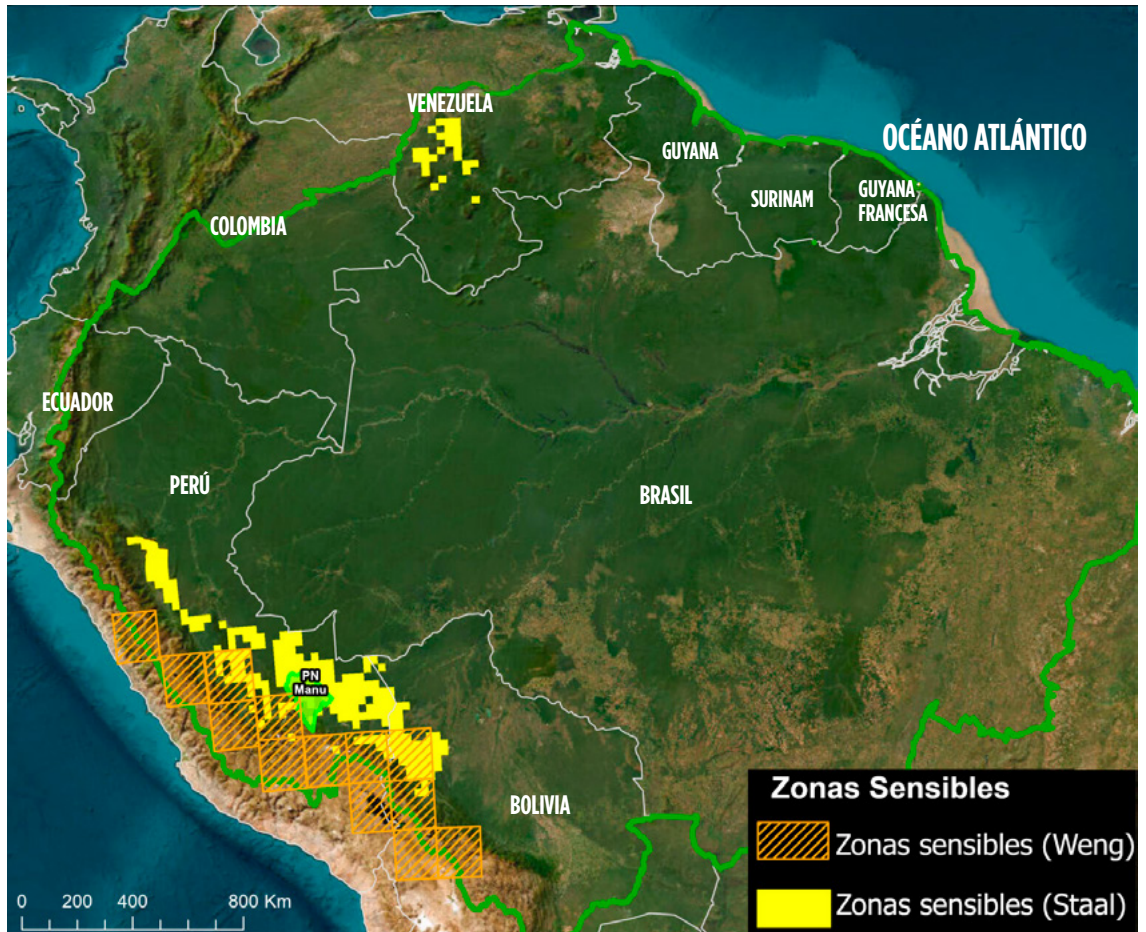 VENEZUELA
OCÉANO ATLÁNTICO
GUYANA
SURINAM
GUYANA
FRANCESA
COLOMBIA
ECUADOR
PERÚ
BRASIL
PN
Manu
BOLIVIA
Zonas Sensibles
Zonas sensibles (Weng)
Zonas sensibles (Staal)
0 200 400 800 Km